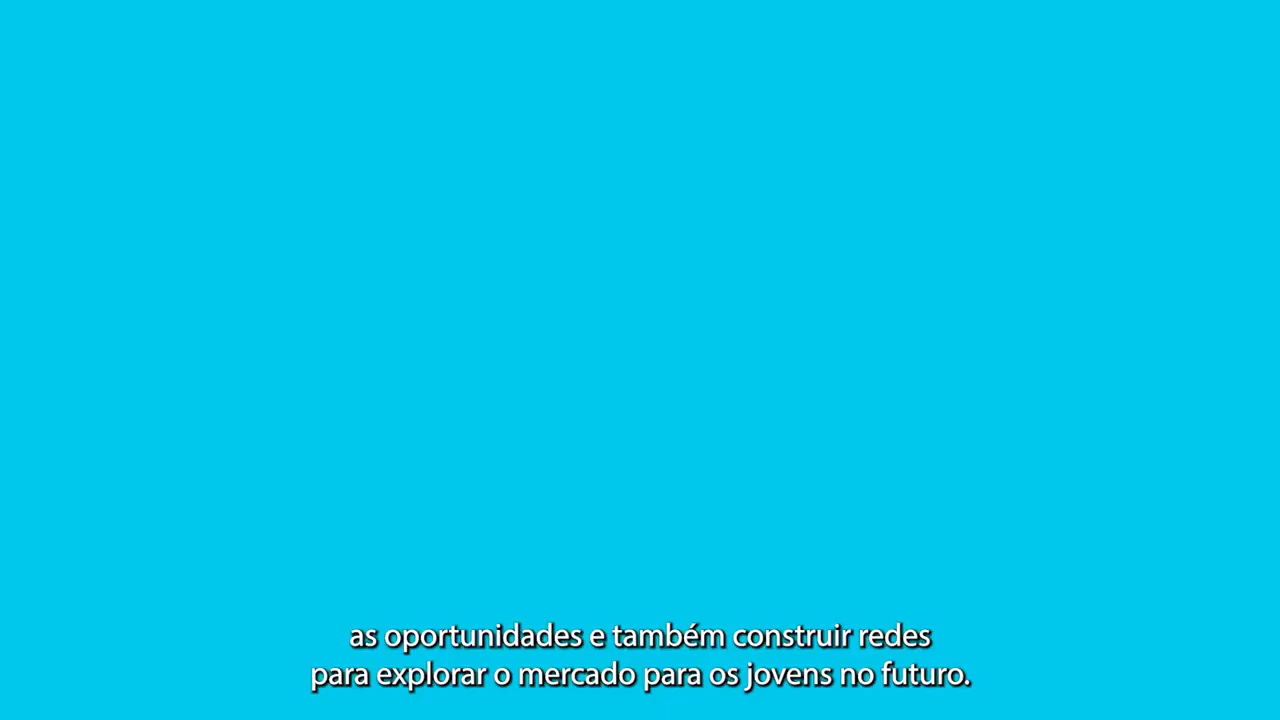 as oportunidades e também construir redes
para explorar o mercado para os jovens no futuro.